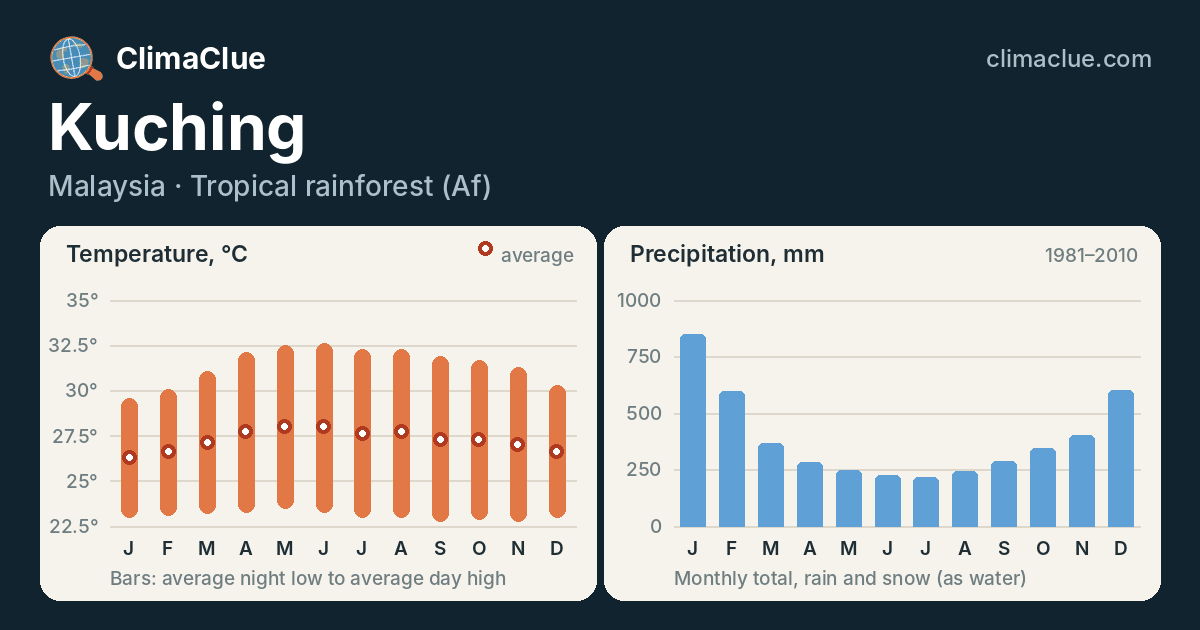 ClimaClue
climaclue.com
Kuching
Malaysia · Tropical rainforest (Af)
Temperature, °C
average
35°
32.5°
30°
27.5°
25°
22.5°
J F M A M J J A S O N D
Bars: average night low to average day high
Precipitation, mm
1981–2010
1000
750
500
250
0
J F M A M J J A S O N D
Monthly total, rain and snow (as water)